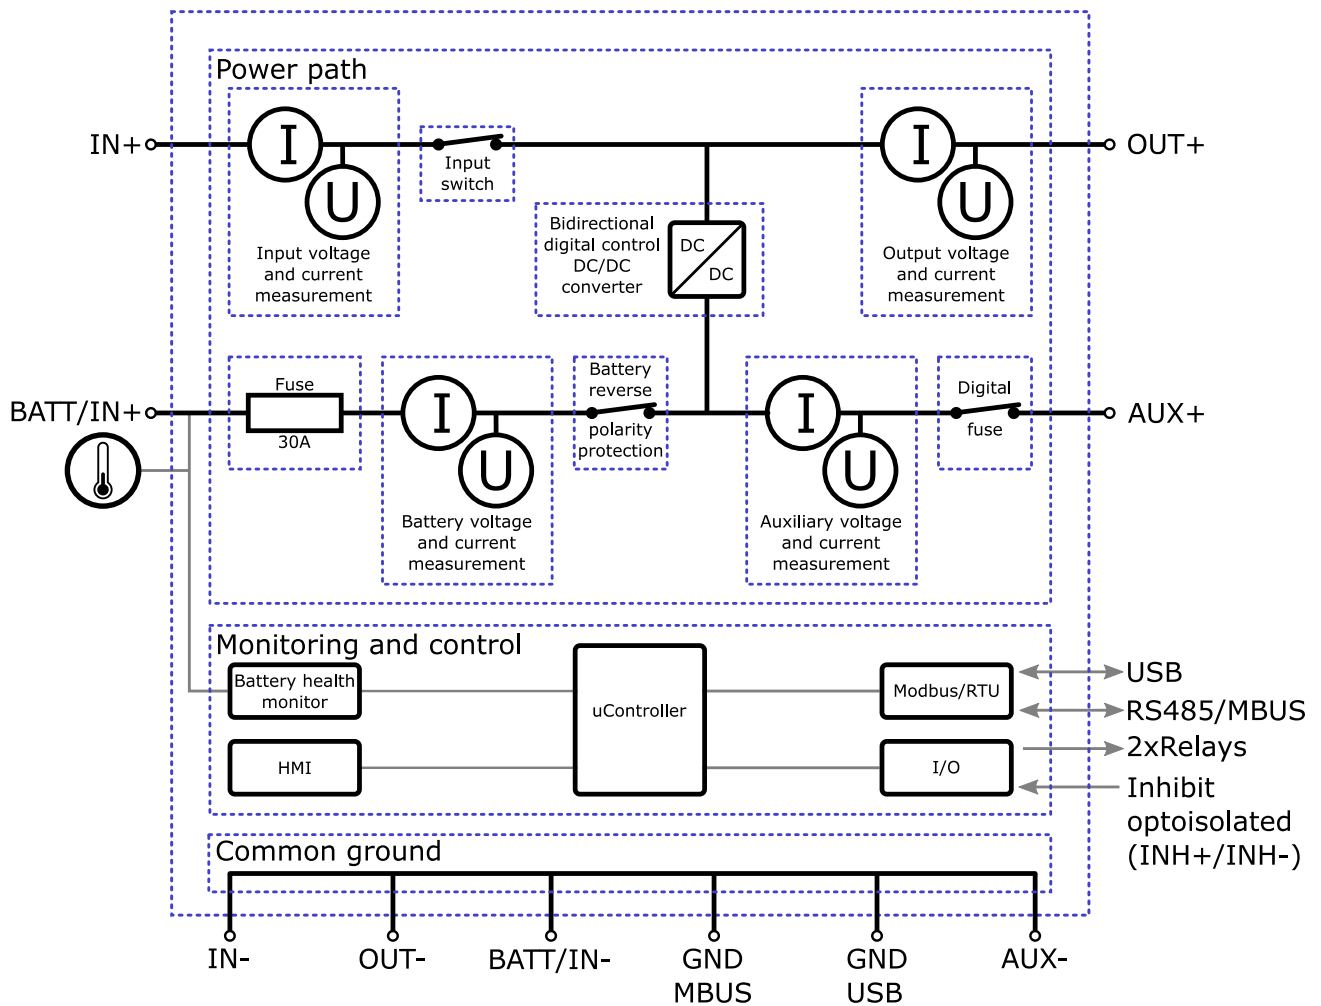 Power path
IN+
I
U
Input voltage
and current
measurement
Input
switch
Bidirectional
digital control
DC/DC
converter
DC
DC
I
U
Output voltage
and current
measurement
OUT+
BATT/IN+
Fuse
30A
I
U
Battery voltage
and current
measurement
Battery
reverse
polarity
protection
I
U
Auxiliary voltage
and current
measurement
Digital
fuse
AUX+
Monitoring and control
Battery health
monitor
HMI
uController
Modbus/RTU
I/O
USB
RS485/MBUS
2xRelays
Inhibit
optoisolated
(INH+/INH-)
Common ground
IN-
OUT-
BATT/IN-
GND
MBUS
GND
USB
AUX-